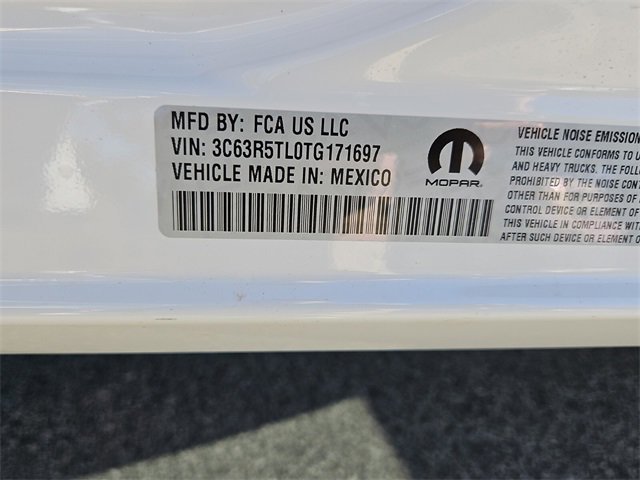 MFD BY: FCA US LLC
VIN: 3C63R5TL0TG171697
VEHICLE MADE IN: MEXICO
MOPAR
VEHICLE NOISE EMISSION
THIS VEHICLE CONFORMS TO U
AND HEAVY TRUCKS. THE FOLL
PROHIBITED BY THE NOISE CONT
OTHER THAN FOR PURPOSES OF
CONTROL DEVICE OR ELEMENT OF
THIS VEHICLE IN COMPLIANCE WITH
AFTER SUCH DEVICE OR ELEMENT O